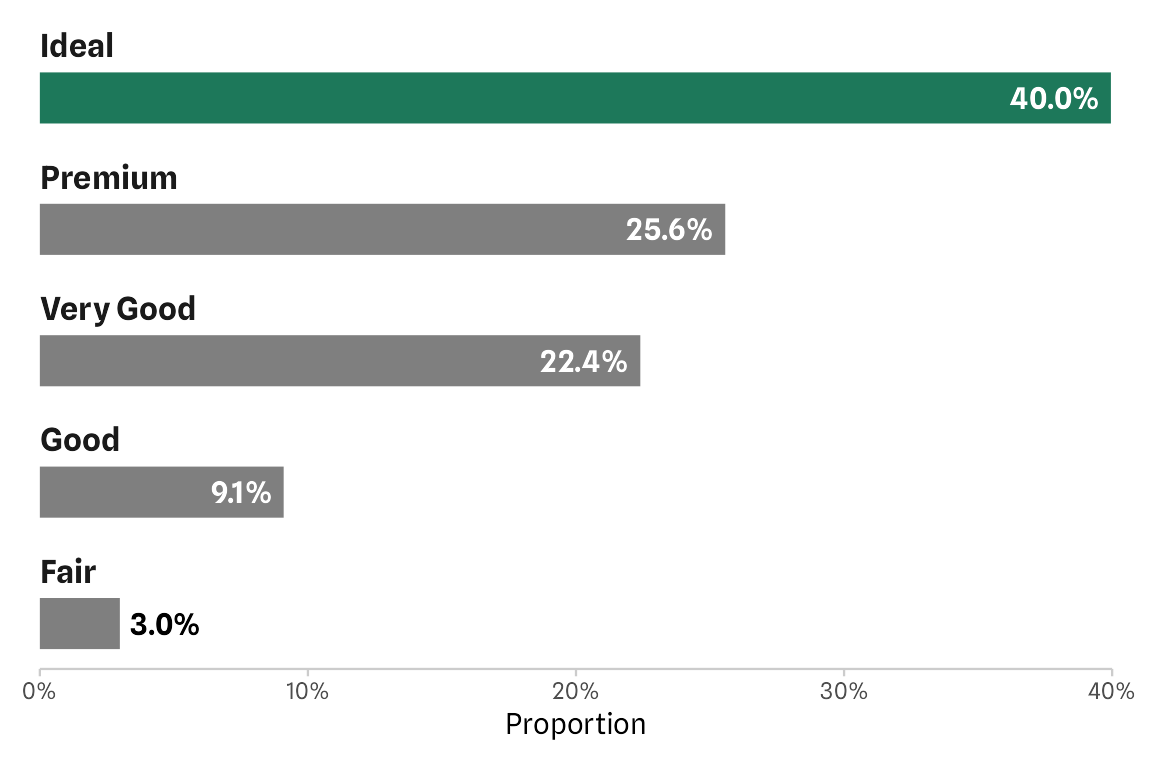 Ideal
40.0%
Premium
25.6%
Very Good
22.4%
Good
9.1%
Fair
3.0%
0% 10% 20% 30% 40%
Proportion